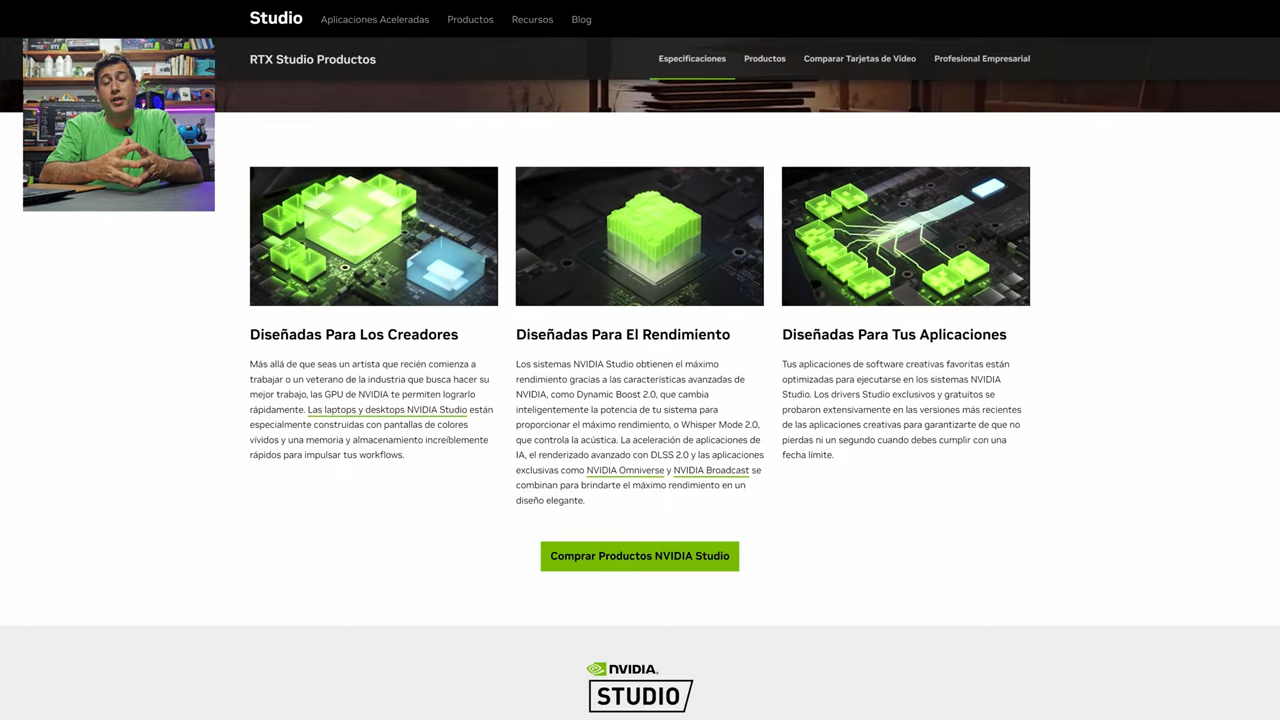 Studio Aplicaciones Aceleradas Productos Recursos Blog
RTX Studio Productos Especificaciones Productos Comparar Tarjetas de Video Profesional Empresarial
Diseñadas Para Los Creadores
Más allá de que seas un artista que recién comienza a
trabajar o un veterano de la industria que busca hacer su
mejor trabajo, las GPU de NVIDIA te permiten lograrlo
rápidamente. Las laptops y desktops NVIDIA Studio están
especialmente construidas con pantallas de colores
vívidos y una memoria y almacenamiento increíblemente
rápidos para impulsar tus workflows.
Diseñadas Para El Rendimiento
Los sistemas NVIDIA Studio obtienen el máximo
rendimiento gracias a las características avanzadas de
NVIDIA, como Dynamic Boost 2.0, que cambia
inteligentemente la potencia de tu sistema para
proporcionar el máximo rendimiento, o Whisper Mode 2.0,
que controla la acústica. La aceleración de aplicaciones de
IA, el renderizado avanzado con DLSS 2.0 y las aplicaciones
exclusivas como NVIDIA Omniverse y NVIDIA Broadcast se
combinan para brindarte el máximo rendimiento en un
diseño elegante.
Diseñadas Para Tus Aplicaciones
Tus aplicaciones de software creativas favoritas están
optimizadas para ejecutarse en los sistemas NVIDIA
Studio. Los drivers Studio exclusivos y gratuitos se
probaron extensivamente en las versiones más recientes
de las aplicaciones creativas para garantizarte de que no
pierdas ni un segundo cuando debes cumplir con una
fecha límite.
Comprar Productos NVIDIA Studio
NVIDIA.
STUDIO